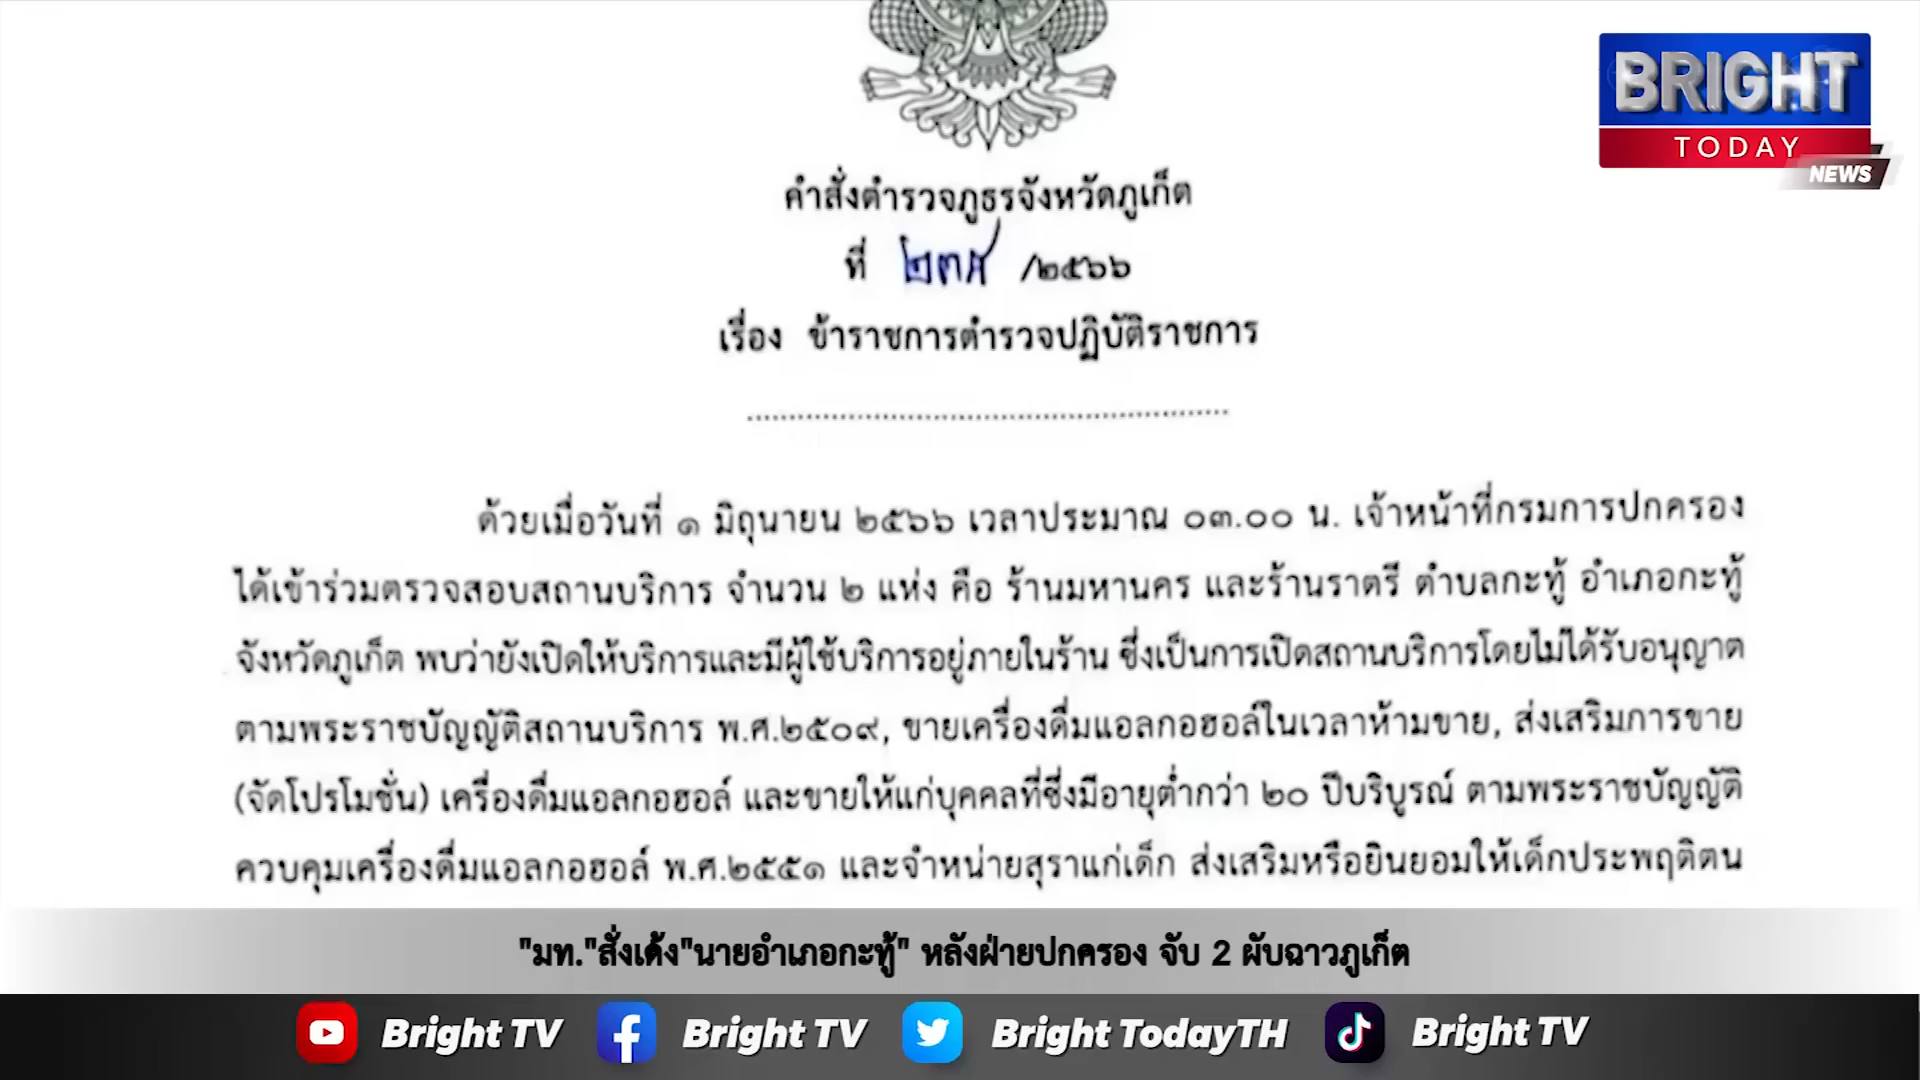 BRIGHT
TODAY
NEWS
คำสั่งตำรวจภูธรจังหวัดภูเก็ต
ที่ ๒๓๙ /๒๕๖๖
เรื่อง ข้าราชการตำรวจปฏิบัติราชการ
ด้วยเมื่อวันที่ ๑ มิถุนายน ๒๕๖๖ เวลาประมาณ ๐๓.๐๐ น. เจ้าหน้าที่กรมการปกครอง
ได้เข้าร่วมตรวจสอบสถานบริการ จำนวน ๒ แห่ง คือ ร้านมหานคร และร้านราตรี ตำบลกะทู้ อำเภอกะทู้
จังหวัดภูเก็ต พบว่ายังเปิดให้บริการและมีผู้ใช้บริการอยู่ภายในร้าน ซึ่งเป็นการเปิดสถานบริการโดยไม่ได้รับอนุญาต
ตามพระราชบัญญัติสถานบริการ พ.ศ.๒๕๐๙, ขายเครื่องดื่มแอลกอฮอล์ในเวลาห้ามขาย, ส่งเสริมการขาย
(จัดโปรโมชั่น) เครื่องดื่มแอลกอฮอล์ และขายให้แก่บุคคลที่ซึ่งมีอายุต่ำกว่า ๒๐ ปีบริบูรณ์ ตามพระราชบัญญัติ
ควบคุมเครื่องดื่มแอลกอฮอล์ พ.ศ.๒๕๕๑ และจำหน่ายสุราแก่เด็ก ส่งเสริมหรือยินยอมให้เด็กประพฤติตน
"มท."สั่งเด้ง"นายอำเภอกะทู้" หลังฝ่ายปกครอง จับ 2 ผับฉาวภูเก็ต
Bright TV Bright TV Bright TodayTH Bright TV